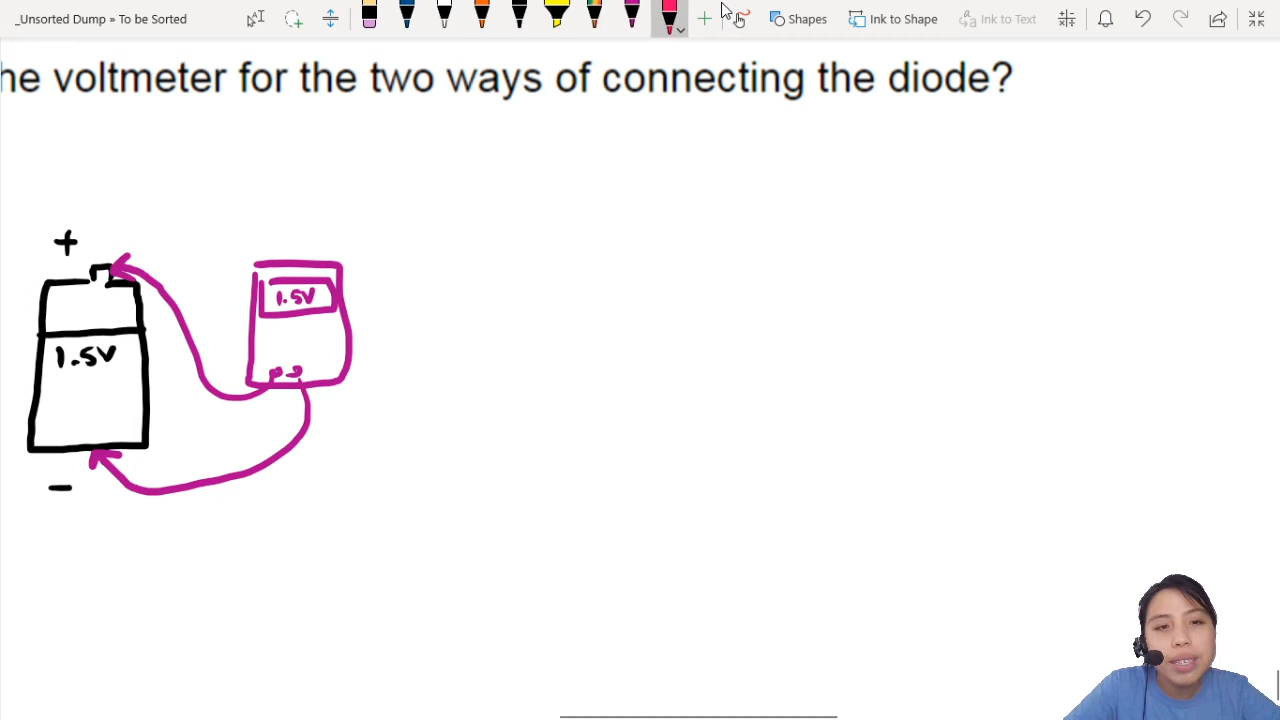 _Unsorted Dump » To be Sorted
Shapes Ink to Shape Ink to Text
he voltmeter for the two ways of connecting the diode?
+
1.5V
1.5V
-